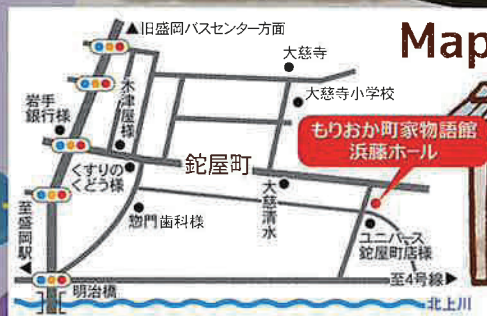 ▲旧盛岡バスセンター方面
Map
大慈寺
大慈寺小学校
木津屋様
岩手
銀行様
もりおか町家物語館
浜藤ホール
くすりの
くどう様
鉈屋町
大慈清水
惣門歯科様
ユニバース
鉈屋町店様
至盛岡駅▼
至4号線▶
明治橋
北上川